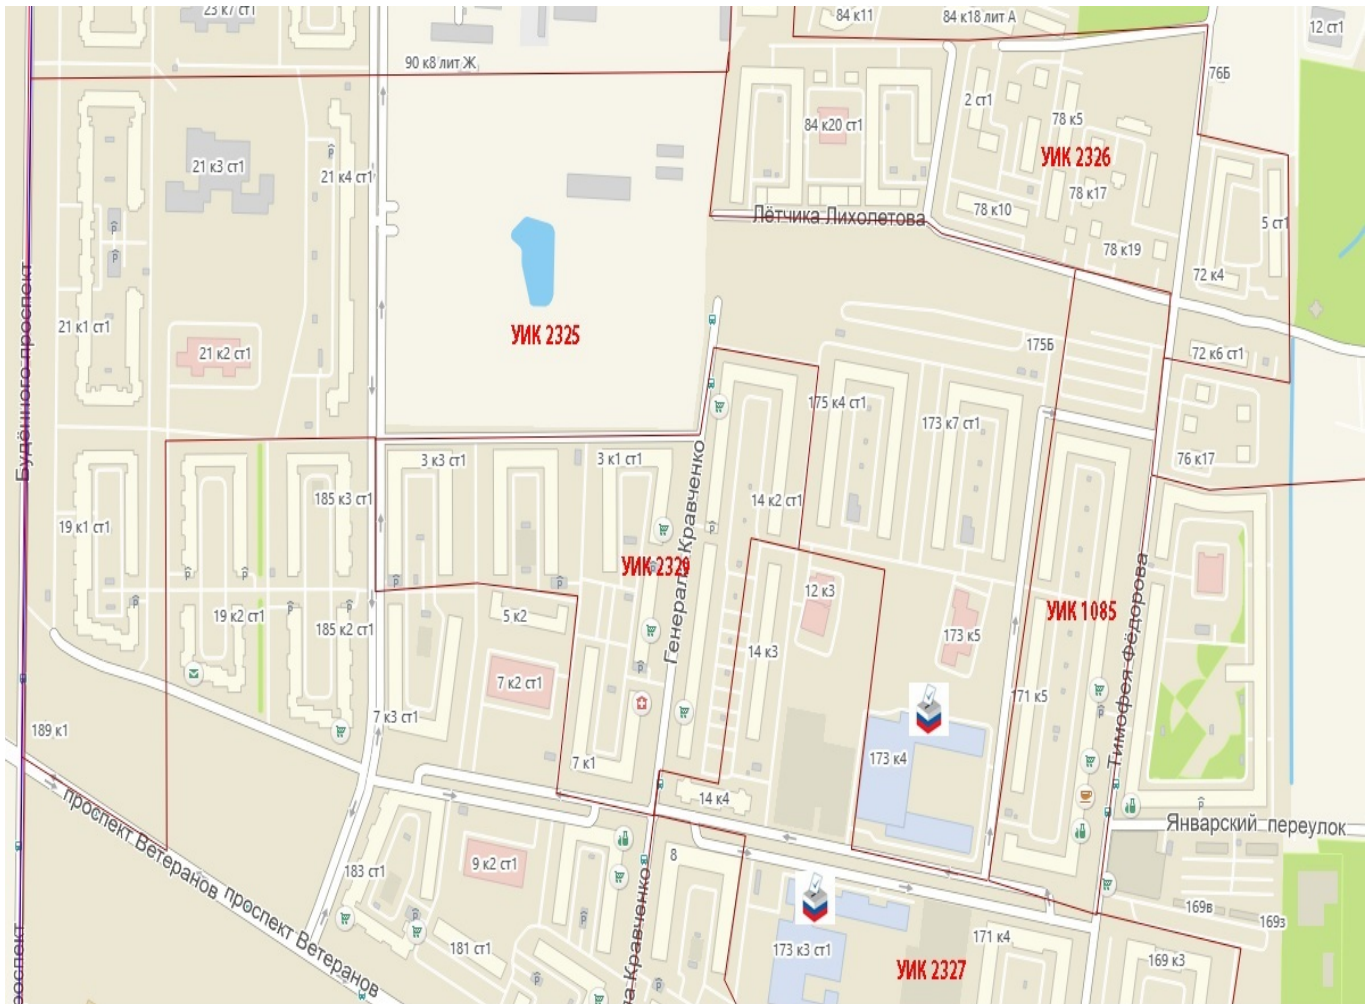 23 к7 ст1
84 к11
84 к18 лит А
12 ст1
90 к8 лит Ж
76Б
2 ст1
84 к20 ст1
78 к5
УИК 2326
21 к3 ст1
21 к4 ст1
78 к17
78 к10
Лётчика Лихолетова
5 ст1
78 к19
72 к4
Будённого проспект
21 к1 ст1
УИК 2325
21 к2 ст1
175Б
72 к6 ст1
175 к4 ст1
173 к7 ст1
Генерала Кравченко
3 к3 ст1
3 к1 ст1
76 к17
185 к3 ст1
14 к2 ст1
19 к1 ст1
УИК 2329
12 к3
УИК 1085
Тимофея Фёдорова
19 к2 ст1
185 к2 ст1
5 к2
173 к5
14 к3
7 к2 ст1
171 к5
7 к3 ст1
189 к1
173 к4
7 к1
14 к4
проспект Ветеранов
проспект Ветеранов
Январский переулок
8
183 ст1
9 к2 ст1
ла Кравченко
169в
169з
181 ст1
173 к3 ст1
171 к4
УИК 2327
169 к3
роспект